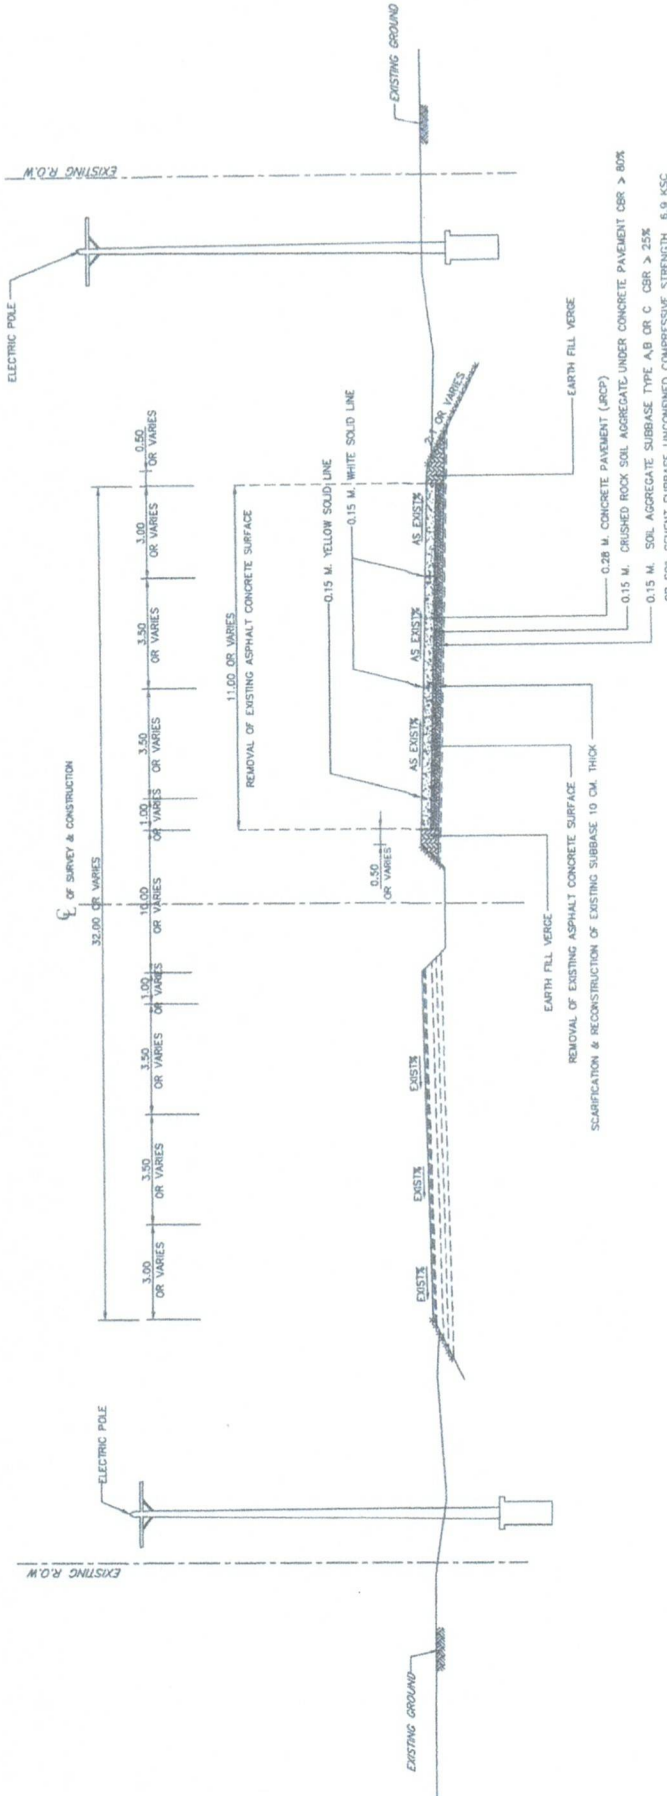 ELECTRIC POLE
EXISTING R.O.W
EXISTING GROUND
ELECTRIC POLE
EXISTING R.O.W
EXISTING GROUND
C̲L OF SURVEY & CONSTRUCTION
32.00 OR VARIES
3.00
OR VARIES
3.50
OR VARIES
3.50
OR VARIES
1.00
OR VARIES
10.00
OR VARIES
1.00
OR VARIES
3.50
OR VARIES
3.50
OR VARIES
3.00
OR VARIES
0.50
OR VARIES
11.00 OR VARIES
REMOVAL OF EXISTING ASPHALT CONCRETE SURFACE
0.15 M. YELLOW SOLID LINE
0.15 M. WHITE SOLID LINE
0.50
OR VARIES
EXIST%
EXIST%
EXIST%
AS EXIST%
AS EXIST%
AS EXIST%
2:1 OR VARIES
EARTH FILL VERGE
EARTH FILL VERGE
REMOVAL OF EXISTING ASPHALT CONCRETE SURFACE
SCARIFICATION & RECONSTRUCTION OF EXISTING SUBBASE 10 CM. THICK
0.28 M. CONCRETE PAVEMENT (JRCP)
0.15 M. CRUSHED ROCK SOIL AGGREGATE UNDER CONCRETE PAVEMENT CBR > 80%
0.15 M. SOIL AGGREGATE SUBBASE TYPE A,B OR C CBR > 25%